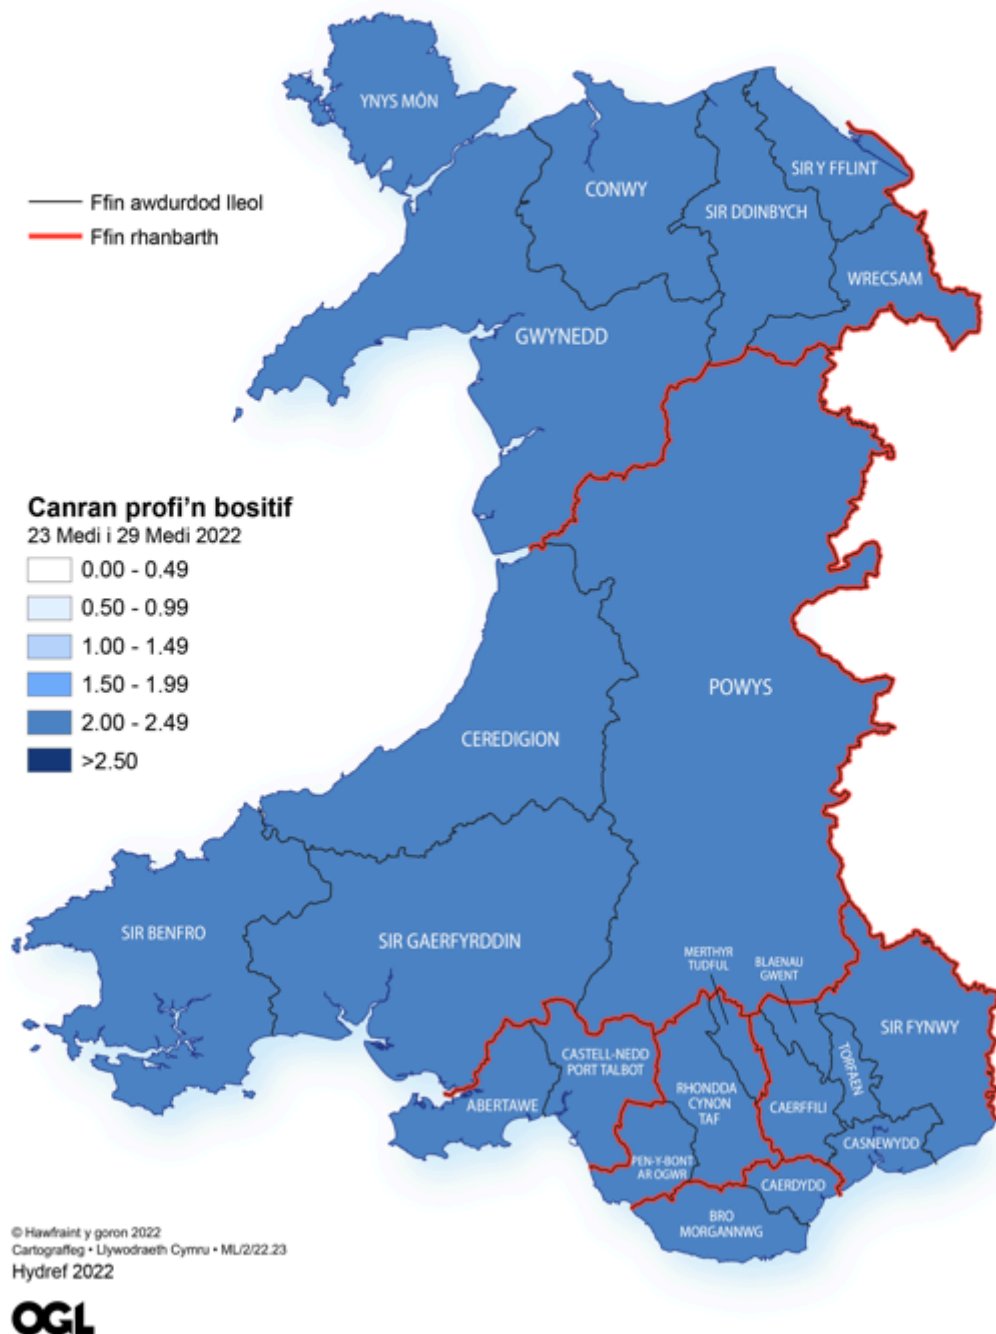 YNYS MÔN
Ffin awdurdod lleol
Ffin rhanbarth
CONWY
SIR DDINBYCH
SIR Y FFLINT
WRECSAM
GWYNEDD
Canran profi’n bositif
23 Medi i 29 Medi 2022
0.00 - 0.49
0.50 - 0.99
1.00 - 1.49
1.50 - 1.99
2.00 - 2.49
>2.50
POWYS
CEREDIGION
SIR BENFRO
SIR GAERFYRDDIN
MERTHYR
TUDFUL
BLAENAU
GWENT
SIR FYNWY
TORFAEN
CASTELL-NEDD
PORT TALBOT
ABERTAWE
RHONDDA
CYNON
TAF
CAERFFILI
CASNEWYDD
PEN-Y-BONT
AR OGWR
CAERDYDD
BRO
MORGANNWG
© Hawlfraint y goron 2022
Cartograffeg • Llywodraeth Cymru • ML/2/22.23
Hydref 2022
OGL